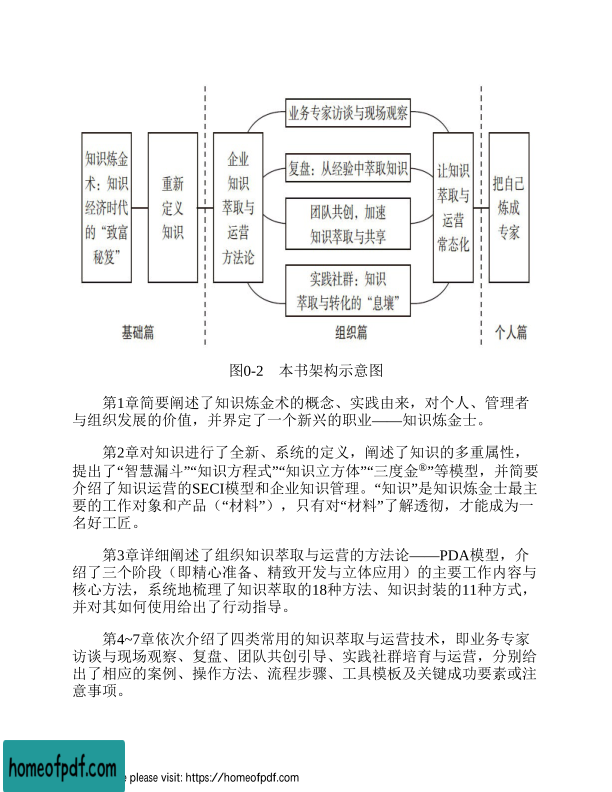 知识炼金
术：知识
经济时代
的“致富
秘笈”
重新
定义
知识
企业
知识
萃取与
运营
方法论
业务专家访谈与现场观察
复盘：从经验中萃取知识
团队共创，加速
知识萃取与共享
实践社群：知识
萃取与转化的“息壤”
让知识
萃取与
运营
常态化
把自己
炼成
专家
基础篇
组织篇
个人篇
图0-2 本书架构示意图
第1章简要阐述了知识炼金术的概念、实践由来，对个人、管理者
与组织发展的价值，并界定了一个新兴的职业——知识炼金士。
第2章对知识进行了全新、系统的定义，阐述了知识的多重属性，
提出了“智慧漏斗”“知识方程式”“知识立方体”“三度金®”等模型，并简要
介绍了知识运营的SECI模型和企业知识管理。“知识”是知识炼金士最主
要的工作对象和产品（“材料”），只有对“材料”了解透彻，才能成为一
名好工匠。
第3章详细阐述了组织知识萃取与运营的方法论——PDA模型，介
绍了三个阶段（即精心准备、精致开发与立体应用）的主要工作内容与
核心方法，系统地梳理了知识萃取的18种方法、知识封装的11种方式，
并对其如何使用给出了行动指导。
第4~7章依次介绍了四类常用的知识萃取与运营技术，即业务专家
访谈与现场观察、复盘、团队共创引导、实践社群培育与运营，分别给
出了相应的案例、操作方法、流程步骤、工具模板及关键成功要素或注
意事项。
homeofpdf.com
e please visit: https://homeofpdf.com